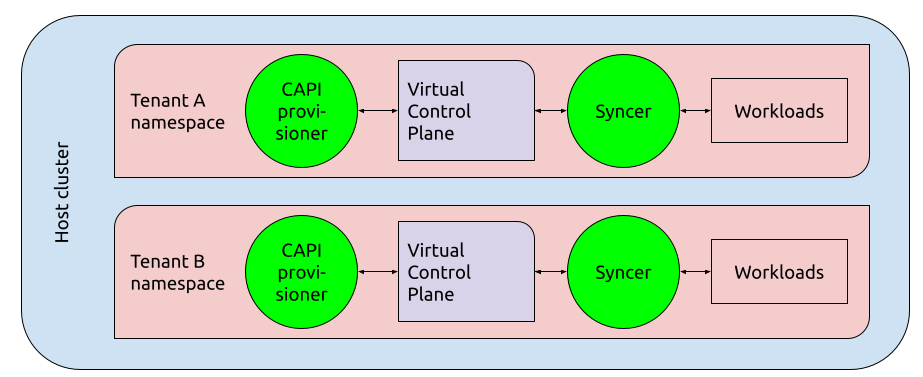 Host cluster
Tenant A
namespace
CAPI
provi-
sioner
Virtual
Control
Plane
Syncer
Workloads
Tenant B
namespace
CAPI
provi-
sioner
Virtual
Control
Plane
Syncer
Workloads